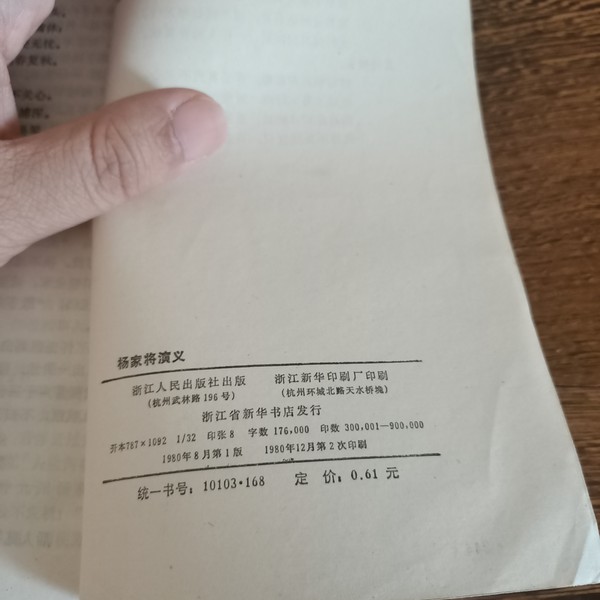 杨家将演义
浙江人民出版社出版 浙江新华印刷厂印刷
(杭州武林路196号) (杭州环城北路天水桥堍)
浙江省新华书店发行
开本787×1092 1/32 印张8 字数176,000 印数300,001—900,000
1980年8月第1版 1980年12月第2次印刷
统一书号：10103·168 定 价：0.61 元